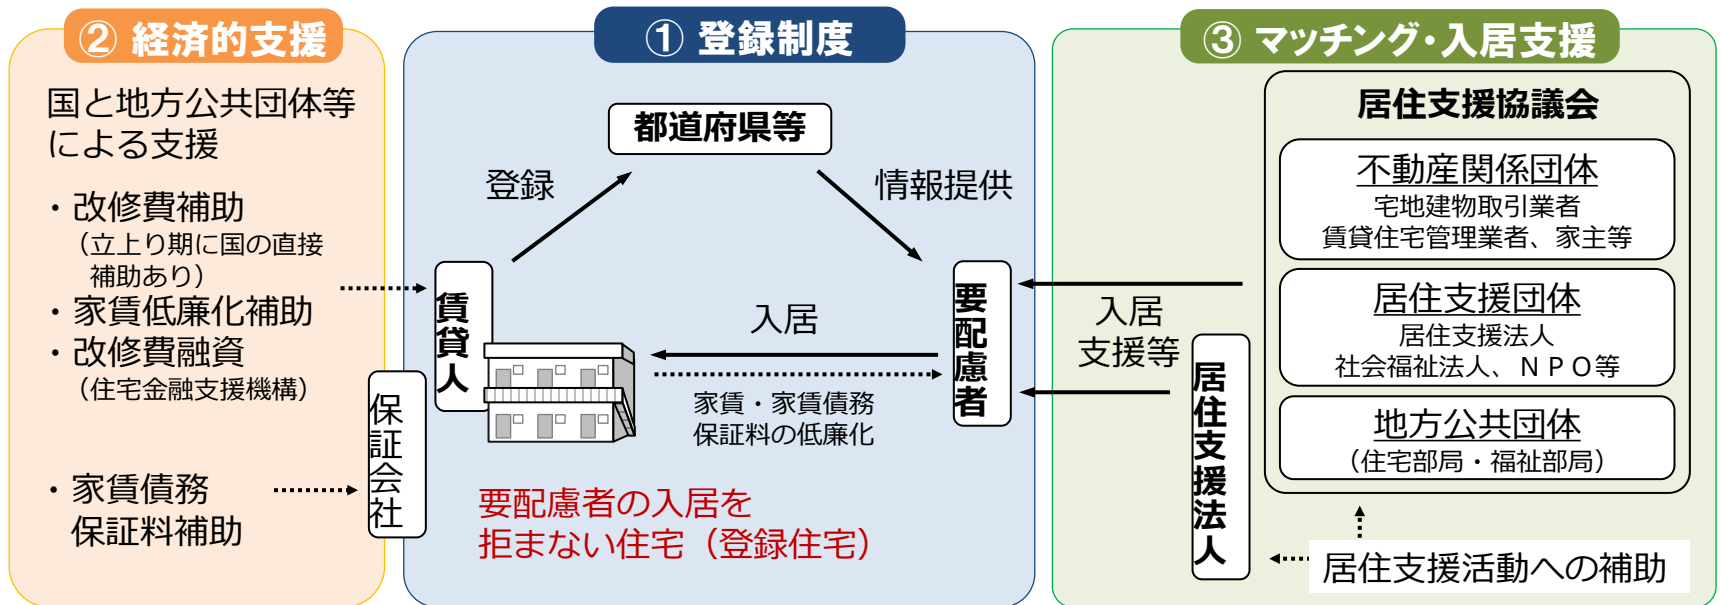 ② 経済的支援
国と地方公共団体等
による支援
・改修費補助
（立上り期に国の直接
補助あり）
・家賃低廉化補助
・改修費融資
（住宅金融支援機構）
・家賃債務
保証料補助
保証会社
① 登録制度
都道府県等
登録
情報提供
賃貸人
入居
家賃・家賃債務
保証料の低廉化
要配慮者
要配慮者の入居を
拒まない住宅（登録住宅）
③ マッチング・入居支援
居住支援協議会
不動産関係団体
宅地建物取引業者
賃貸住宅管理業者、家主等
居住支援団体
居住支援法人
社会福祉法人、ＮＰＯ等
地方公共団体
（住宅部局・福祉部局）
入居
支援等
居住支援法人
居住支援活動への補助